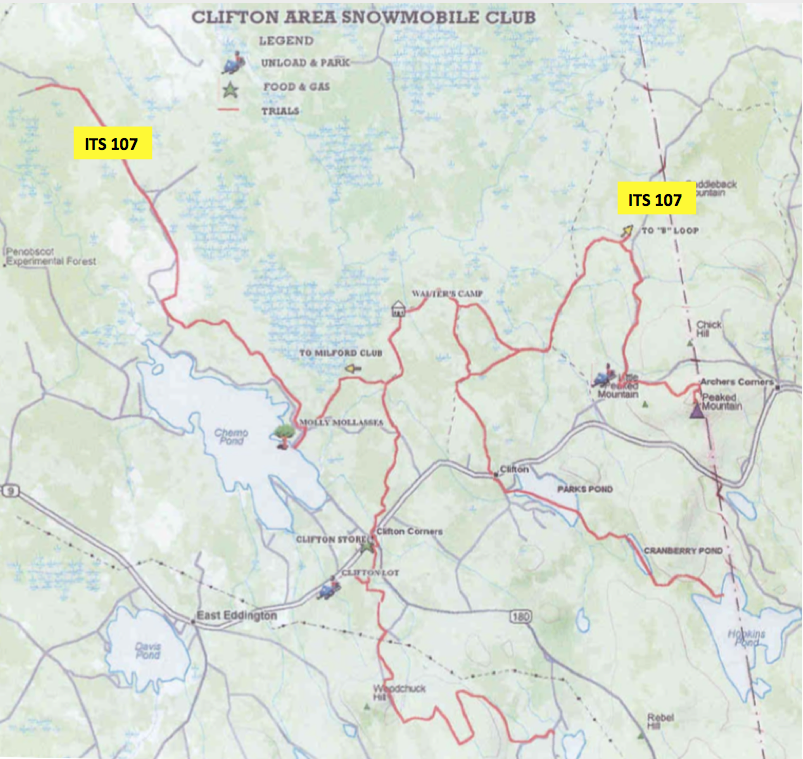 CLIFTON AREA SNOWMOBILE CLUB
LEGEND
UNLOAD & PARK
FOOD & GAS
TRIALS
ITS 107
ITS 107
addleback
ountain
TO "B" LOOP
Penobscot
Experimental Forest
WALTER'S CAMP
Chick
Hill
TO MILFORD CLUB
Little
Peaked
Mountain
Archers Corners
Peaked
Mountain
MOLLY MOLLASSES
Chemo
Pond
Clifton
PARKS POND
9
Clifton Corners
CLIFTON STORE
CRANBERRY POND
CLIFTON LOT
East Eddington
180
Davis
Pond
Hopkins
Pond
Woodchuck
Hill
Rebel
Hill